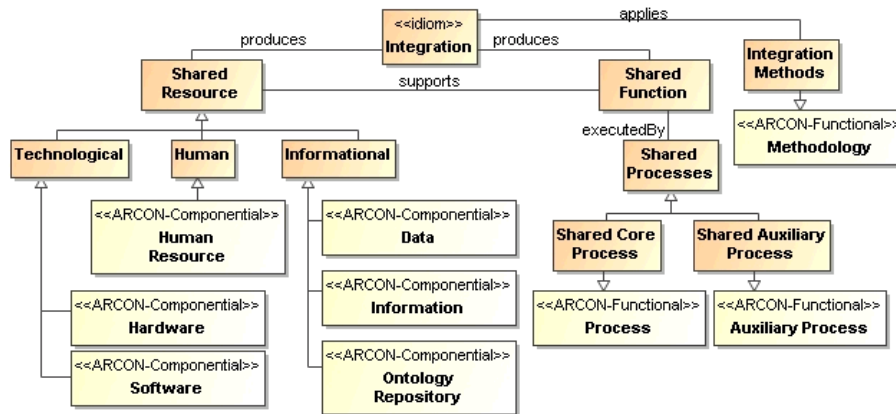 <<idiom>>
Integration
applies
produces
produces
Shared
Resource
supports
Shared
Function
Integration
Methods
executedBy
<<ARCON-Functional>>
Methodology
Technological
Human
Informational
Shared
Processes
<<ARCON-Componential>>
Human
Resource
<<ARCON-Componential>>
Data
Shared Core
Process
Shared Auxiliary
Process
<<ARCON-Componential>>
Hardware
<<ARCON-Componential>>
Information
<<ARCON-Functional>>
Process
<<ARCON-Functional>>
Auxiliary Process
<<ARCON-Componential>>
Software
<<ARCON-Componential>>
Ontology
Repository